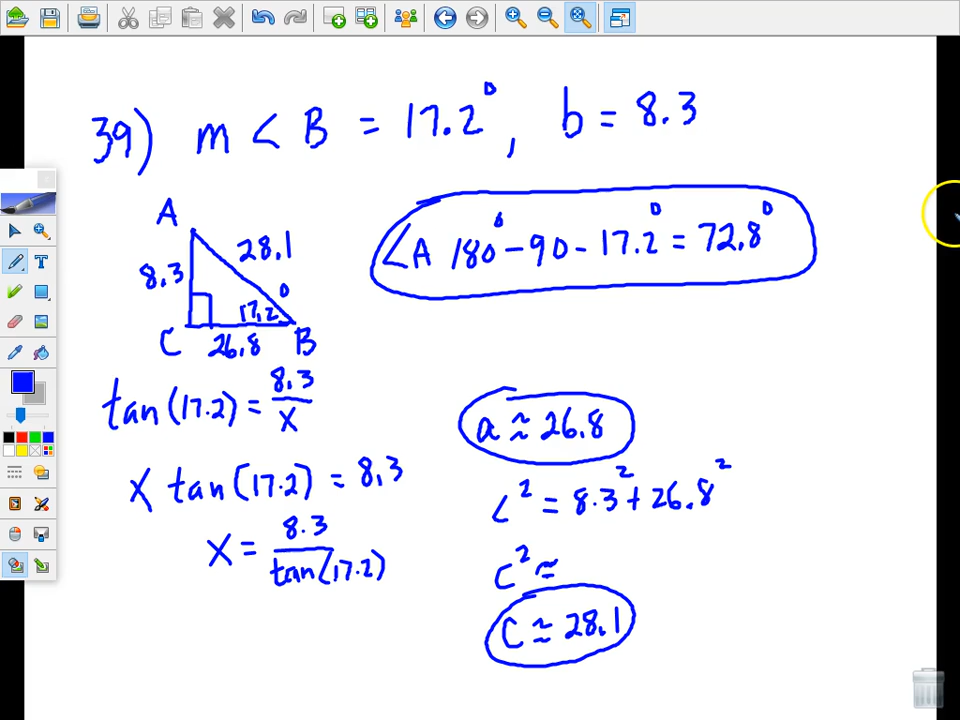 39) m < B = 17.2°, b = 8.3
A
28.1
8.3
17.2°
C
26.8
B
∠A 180° - 90 - 17.2° = 72.8°
tan(17.2) = 8.3/x
x tan(17.2) = 8.3
x = 8.3/tan(17.2)
a ≈ 26.8
c² = 8.3² + 26.8²
c² ≈
c ≈ 28.1
T